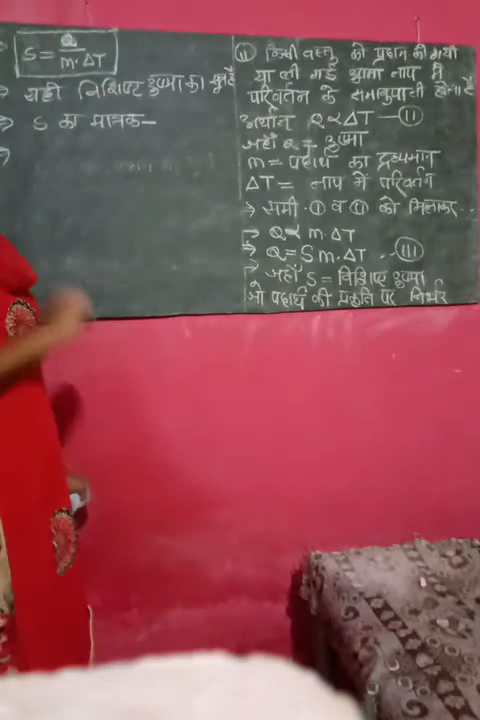 S = Q / m.ΔT
→ यही विशिष्ट ऊष्मा का सूत्र है
→ S का मात्रक—
→
(ii) किसी वस्तु को प्रदान की गयी
या ली गई ऊष्मा ताप में
परिवर्तन के समानुपाती होता है
अर्थात् Q ∝ ΔT —(ii)
जहाँ Q = ऊष्मा
m = पदार्थ का द्रव्यमान
ΔT = ताप में परिवर्तन
→ समी. (i) व (ii) को मिलाकर...
→ Q ∝ m.ΔT
→ Q = S m.ΔT ...(iii)
→ जहाँ S = विशिष्ट ऊष्मा
जो पदार्थ की प्रकृति पर निर्भर